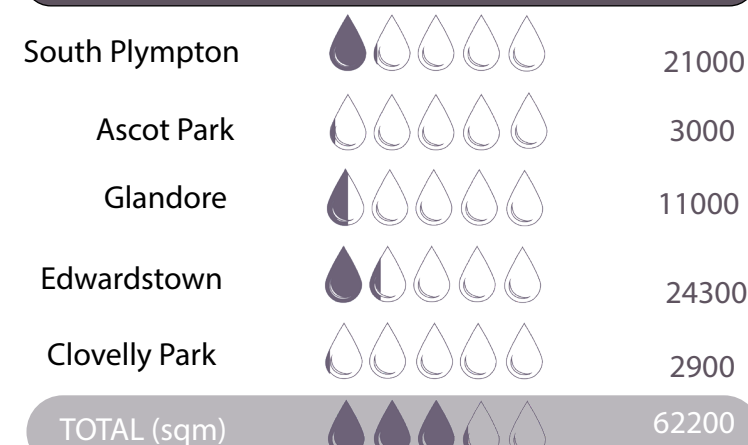 South Plympton 21000
Ascot Park 3000
Glandore 11000
Edwardstown 24300
Clovelly Park 2900
TOTAL (sqm) 62200